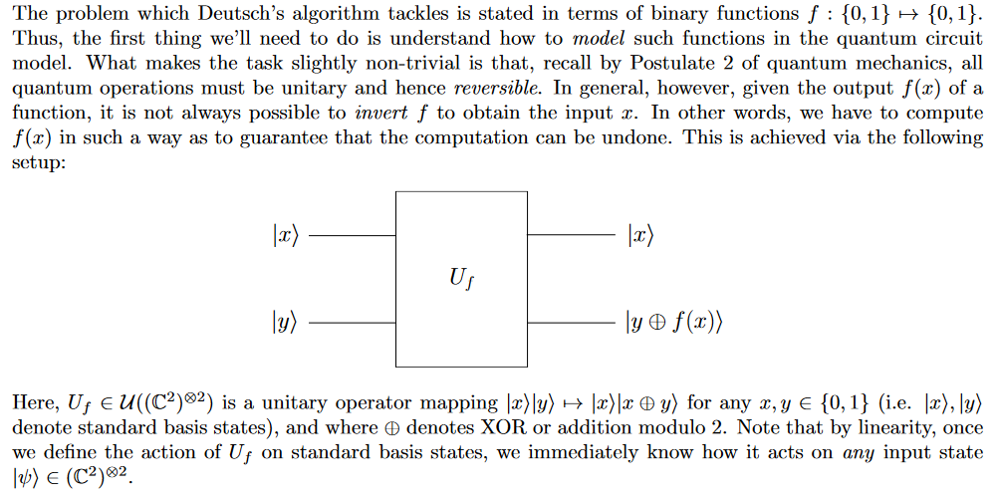 The problem which Deutsch’s algorithm tackles is stated in terms of binary functions f : {0, 1} ↦ {0, 1}.
Thus, the first thing we’ll need to do is understand how to model such functions in the quantum circuit
model. What makes the task slightly non-trivial is that, recall by Postulate 2 of quantum mechanics, all
quantum operations must be unitary and hence reversible. In general, however, given the output f(x) of a
function, it is not always possible to invert f to obtain the input x. In other words, we have to compute
f(x) in such a way as to guarantee that the computation can be undone. This is achieved via the following
setup:
|x⟩ |x⟩
U_f
|y⟩ |y ⊕ f(x)⟩
Here, U_f ∈ 𝒰((ℂ²)^⊗2) is a unitary operator mapping |x⟩|y⟩ ↦ |x⟩|x ⊕ y⟩ for any x, y ∈ {0, 1} (i.e. |x⟩, |y⟩
denote standard basis states), and where ⊕ denotes XOR or addition modulo 2. Note that by linearity, once
we define the action of U_f on standard basis states, we immediately know how it acts on any input state
|ψ⟩ ∈ (ℂ²)^⊗2.